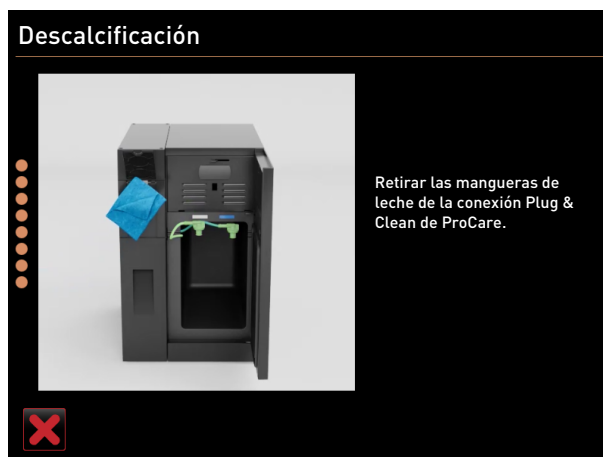 Descalcificación
Retirar las mangueras de
leche de la conexión Plug &
Clean de ProCare.